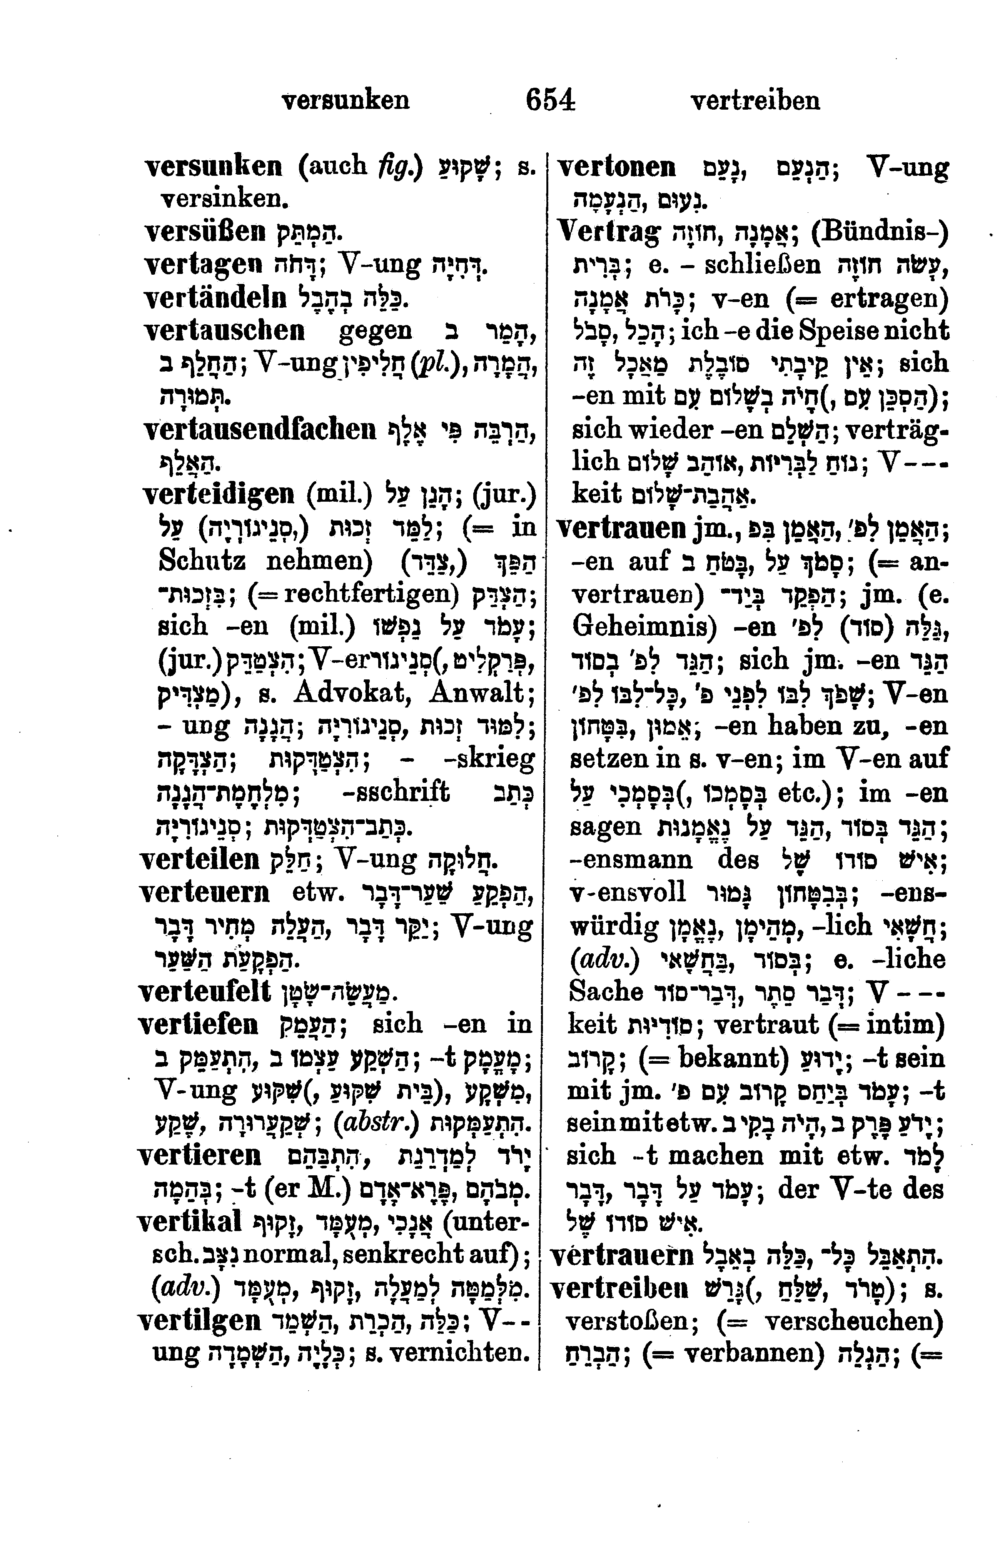 versunken 654 vertreiben
versunken (auch fig.) שָׁקוּעַ; s.
versinken.
versüßen הַמְתֵּק.
vertagen דָּחֹה; V-ung דְּחִיָּה.
vertändeln כַּלֵּה בְהֶבֶל.
vertauschen gegen הָמֵר ב,
הַחֲלֵף ב; V-ung חֲלִיפִין (pl.), הֲמָרָה,
תְּמוּרָה.
vertausendfachen הַרְבֵּה פִּי אֶלֶף,
הַאֲלֵף.
verteidigen (mil.) הָגֵן עַל; (jur.)
לַמֵּד זְכוּת (סָנֵיגוֹרְיָה,) עַל; (= in
Schutz nehmen) הַפֵּךְ (צַדֵּד,)
בִּזְכוּת־; (= rechtfertigen) הַצְדֵּק;
sich -en (mil.) עָמֹד עַל נַפְשׁוֹ;
(jur.) הִצְטַדֵּק; V-er סָנֵיגוֹר (, פְּרַקְלִיט,
מַצְדִּיק), s. Advokat, Anwalt;
- ung הֲגָנָה; לִמּוּד זְכוּת, סָנֵיגוֹרְיָה;
הַצְדָּקָה; הִצְטַדְּקוּת; - -skrieg
מִלְחֶמֶת־הֲגָנָה; -sschrift כְּתַב
כְּתַב־הִצְטַדְּקוּת; סָנֵיגוֹרְיָה.
verteilen חַלֵּק; V-ung חֲלוּקָה.
verteuern etw. הַפְקֵעַ שַׁעַר־דָּבָר,
יַקֵּר דָּבָר, הַעֲלֵה מְחִיר דָּבָר; V-ung
הַפְקָעַת הַשַּׁעַר.
verteufelt מַעֲשֵׂה־שָׂטָן.
vertiefen הַעֲמֵק; sich -en in
הַשְׁקֵעַ עַצְמוֹ ב, הִתְעַמֵּק ב; -t מָעֳמָק;
V-ung שִׁקּוּעַ (, בֵּית שִׁקּוּעַ), מִשְׁקָע,
שֶׁקַע, שְׁקַעֲרוּרָה; (abstr.) הִתְעַמְּקוּת.
vertieren יָרֹד לְמַדְרֵגַת, הִתְבַּהֵם
בְּהֵמָה; -t (er M.) מְבֹהָם, פֶּרֶא־אָדָם.
vertikal אֲנָכִי, מְעֻמָּד, זָקוּף (unter-
sch. נִצָּב normal, senkrecht auf);
(adv.) מִלְּמַטָּה לְמַעְלָה, זָקוּף, מְעֻמָּד.
vertilgen כַּלֵּה, הַכְרֵת, הַשְׁמֵד; V--
ung כְּלָיָה, הַשְׁמָדָה; s. vernichten.
vertonen הַנְעֵם, נַעֵם; V-ung
נִעוּם, הַנְעָמָה.
Vertrag אֲמָנָה, חוֹזֶה; (Bündnis-)
בְּרִית; e. - schließen עָשֹׂה חוֹזֶה,
כָּרֹת אֲמָנָה; v-en (= ertragen)
הָכֵל, סָבֹל; ich -e die Speise nicht
אֵין קֵיבָתִי סוֹבֶלֶת מַאֲכָל זֶה; sich
-en mit חָיֹה בְשָׁלוֹם עִם (, הַסְכֵּן עִם);
sich wieder -en הַשְׁלֵם; verträg-
lich נוֹחַ לַבְּרִיּוֹת, אוֹהֵב שָׁלוֹם; V---
keit אַהֲבַת־שָׁלוֹם.
vertrauen jm., הַאֲמֵן לִפ', הַאֲמֵן בִּפ;
-en auf סָמֹךְ עַל, בָּטֹחַ ב; (= an-
vertrauen) הַפְקֵד בְּיַד־; jm. (e.
Geheimnis) -en גַּלֵּה (סוֹד) לִפ',
הַגֵּד לִפ' בְּסוֹד; sich jm. -en הַגֵּד
שָׁפֹךְ לִבּוֹ לִפְנֵי פ', כָּל־לִבּוֹ לִפ'; V-en
אֵמוּן, בִּטָּחוֹן; -en haben zu, -en
setzen in s. v-en; im V-en auf
בְּסָמְכִי עַל (, בְּסָמְכוֹ etc.); im -en
sagen הַגֵּד בְּסוֹד, הַגֵּד עַל נֶאֱמָנוּת;
-ensmann des אִישׁ סוֹדוֹ שֶׁל;
v-ensvoll בְּבִטָּחוֹן גָּמוּר; -ens-
würdig מְהֵימָן, נֶאֱמָן, -lich חֲשָׁאִי;
(adv.) בְּסוֹד, בַּחֲשָׁאי; e. -liche
Sache דְּבַר סֵתֶר, דְּבַר־סוֹד; V---
keit סוֹדִיּוּת; vertraut (= intim)
קָרוֹב; (= bekannt) יָדוּעַ; -t sein
mit jm. עָמֹד בְּיַחַס קָרוֹב עִם פ'; -t
sein mit etw. יָדֹעַ פֶּרֶק ב, הָיֹה בָקִי ב;
sich -t machen mit etw. לָמֹד
עָמֹד עַל דָּבָר, דָּבָר; der V-te des
אִישׁ סוֹדוֹ שֶׁל.
vertrauern הִתְאַבֵּל כָּל־, כַּלֵּה בְאֵבֶל.
vertreiben גָּרֵשׁ (, שַׁלַּח, טָרֹד); s.
verstoßen; (= verscheuchen)
הַבְרֵחַ; (= verbannen) הַגְלֵה; (=